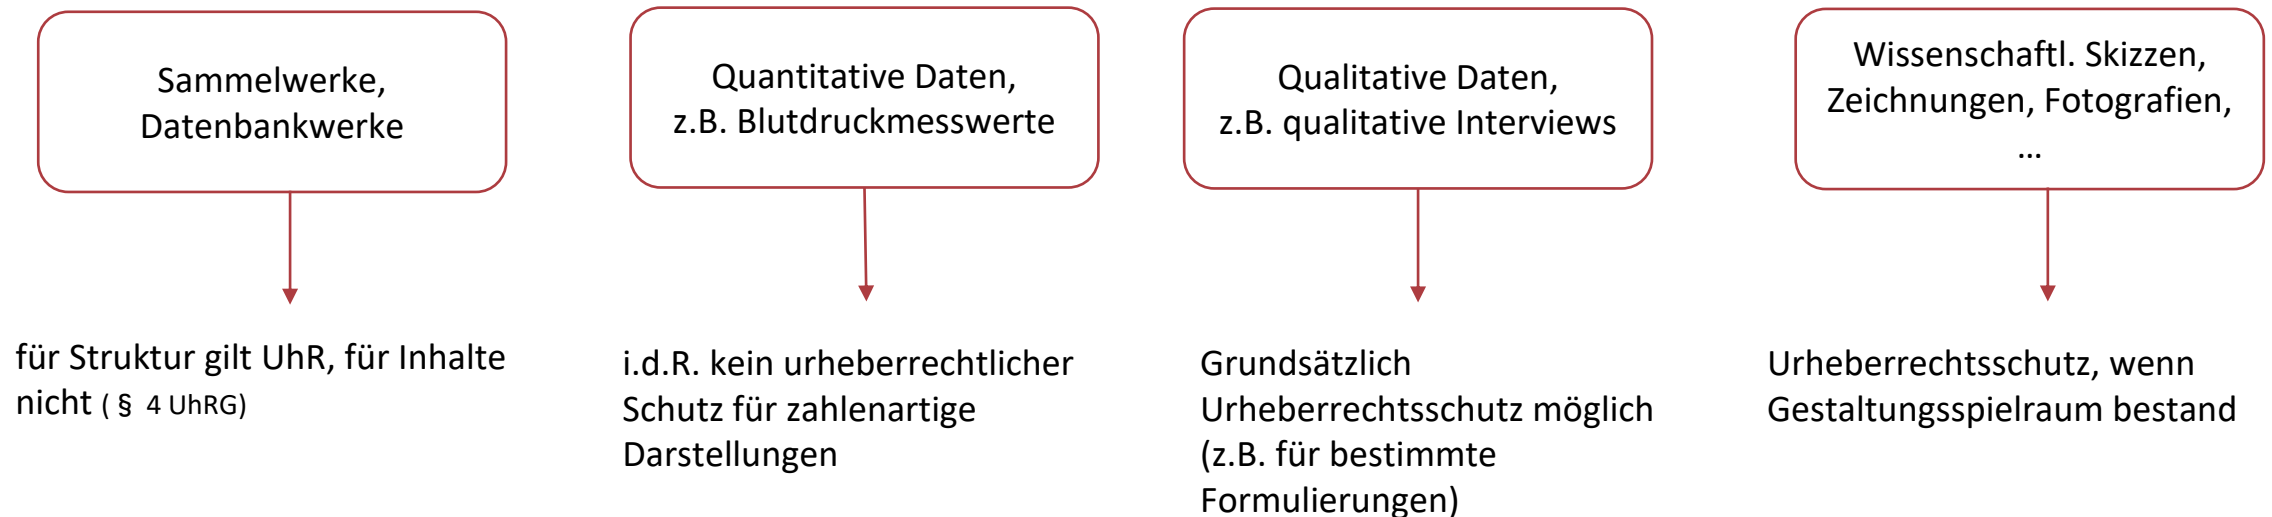 Sammelwerke,
Datenbankwerke
Quantitative Daten,
z.B. Blutdruckmesswerte
Qualitative Daten,
z.B. qualitative Interviews
Wissenschaftl. Skizzen,
Zeichnungen, Fotografien,
...
für Struktur gilt UhR, für Inhalte
nicht ( § 4 UhRG)
i.d.R. kein urheberrechtlicher
Schutz für zahlenartige
Darstellungen
Grundsätzlich
Urheberrechtsschutz möglich
(z.B. für bestimmte
Formulierungen)
Urheberrechtsschutz, wenn
Gestaltungsspielraum bestand